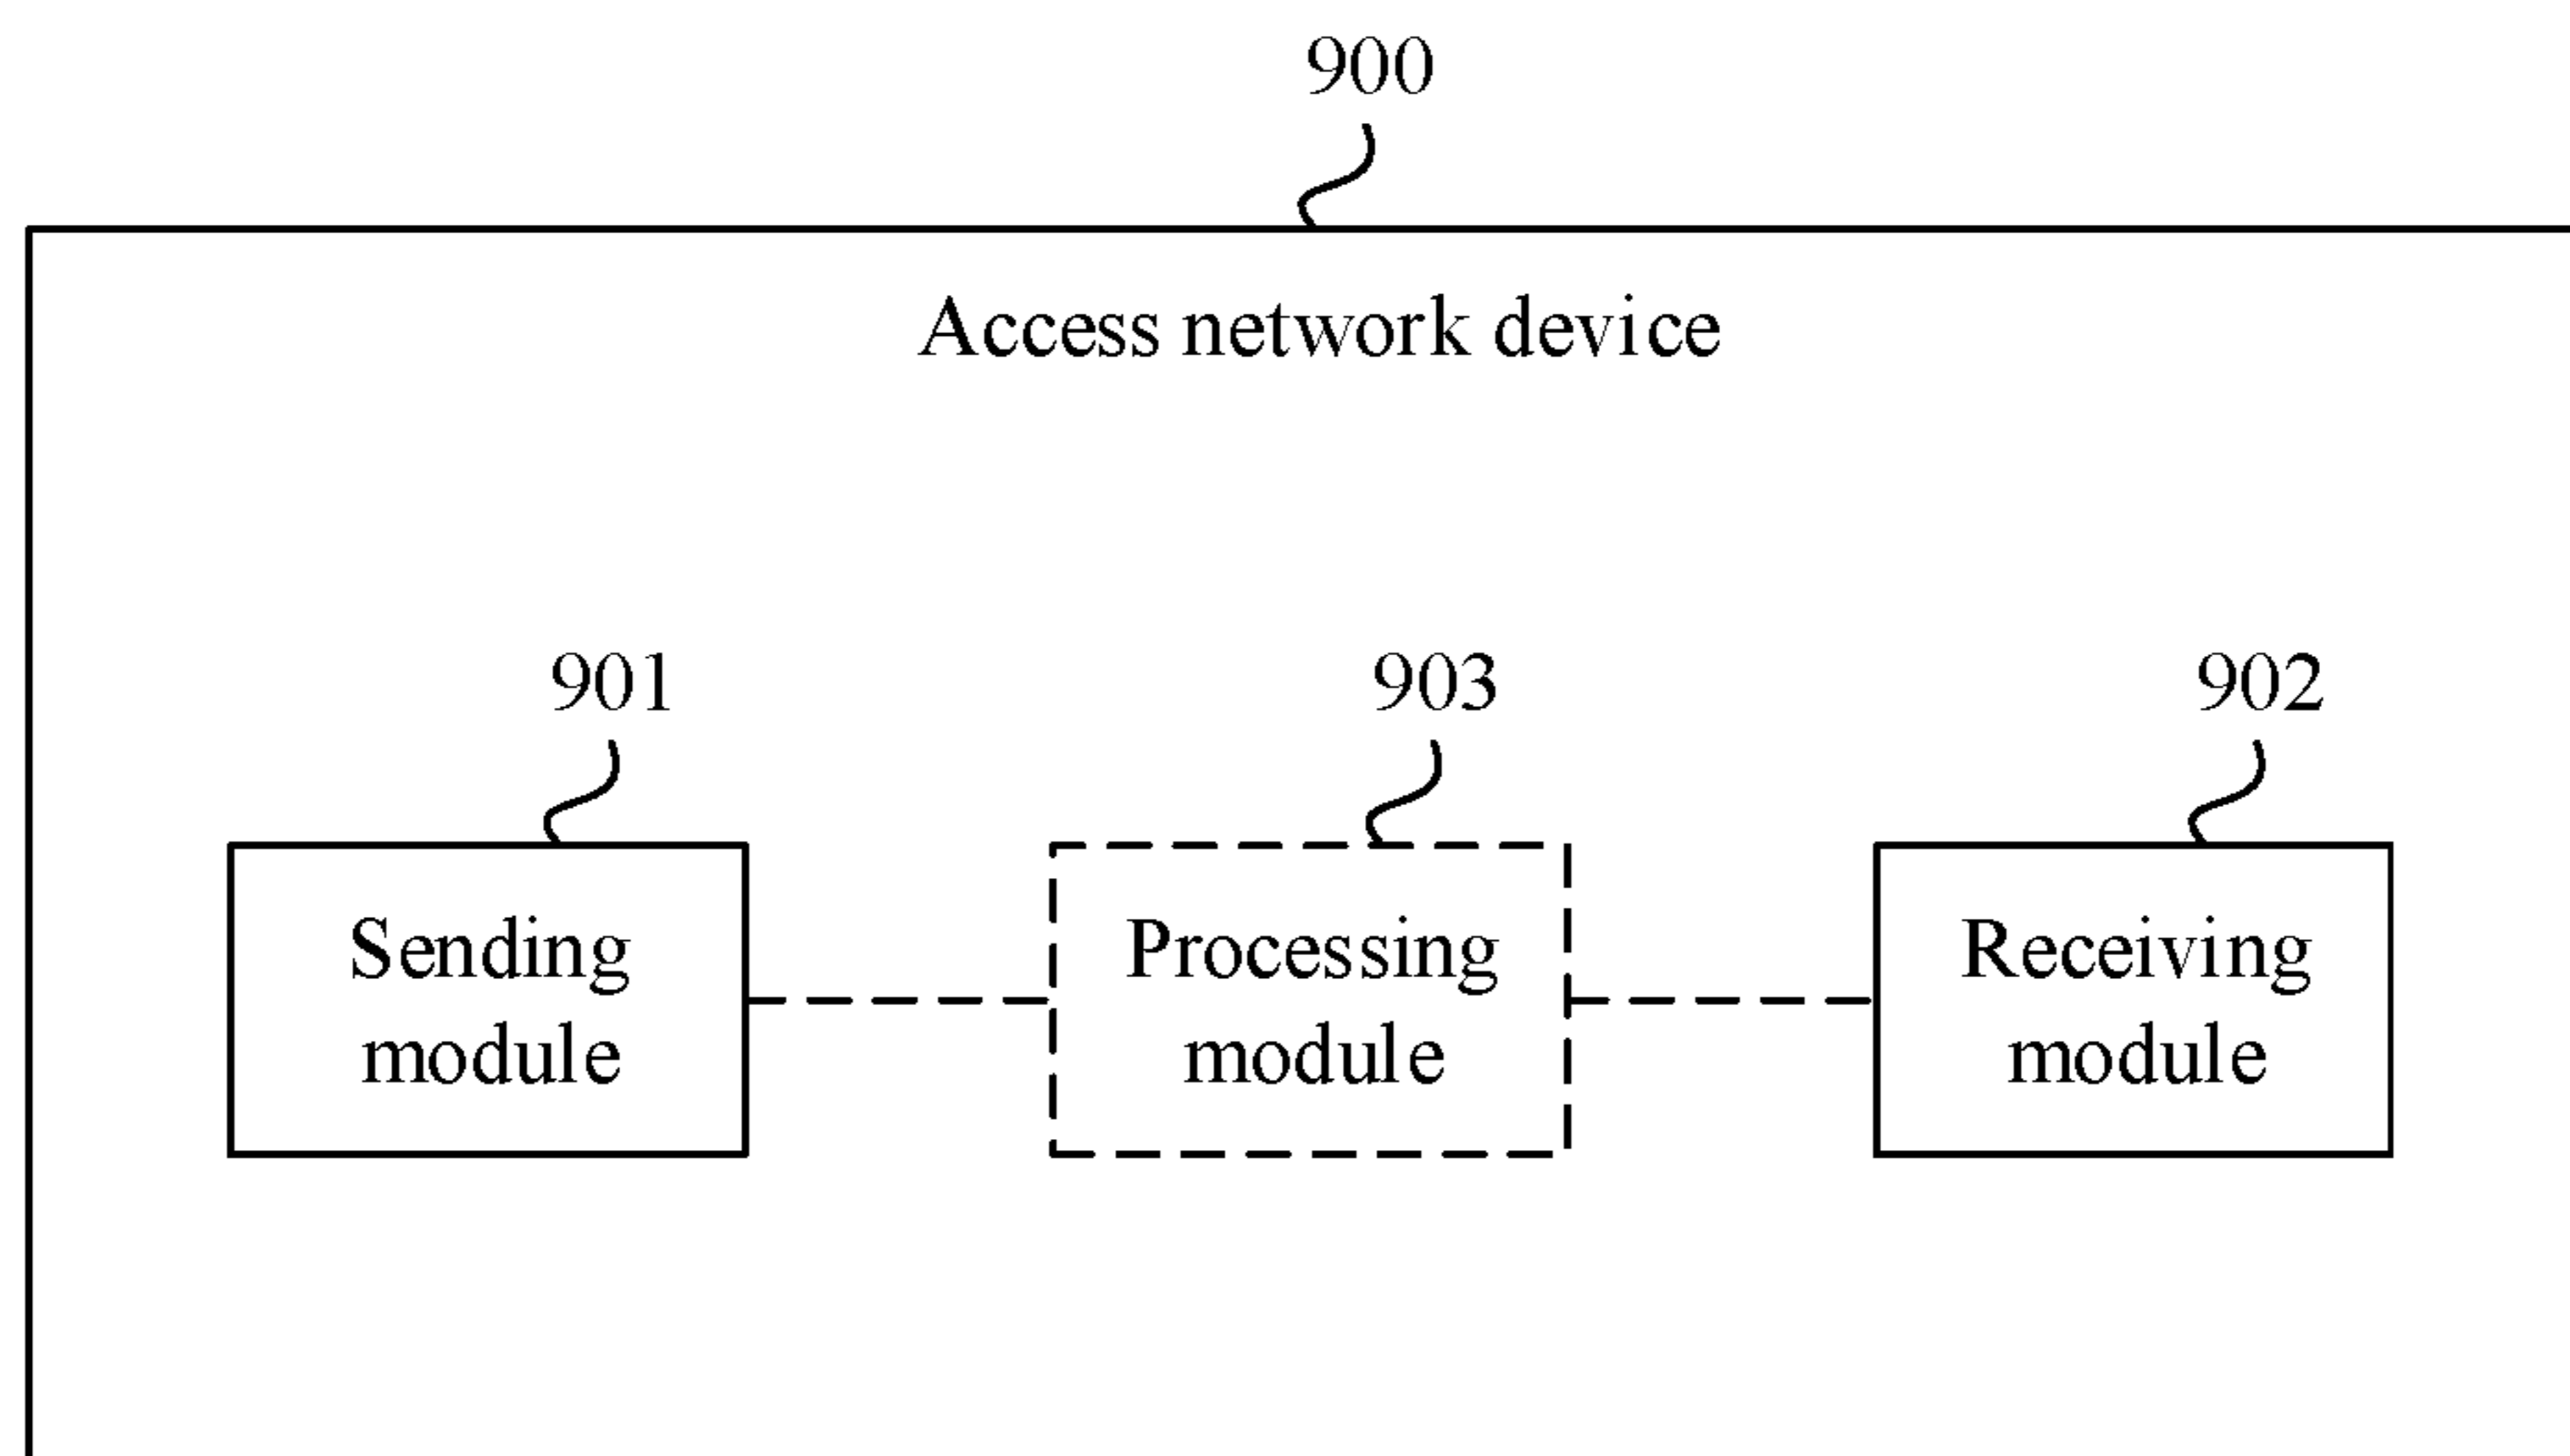 900
Access network device
901
903
902
Sending
module
Processing
module
Receiving
module